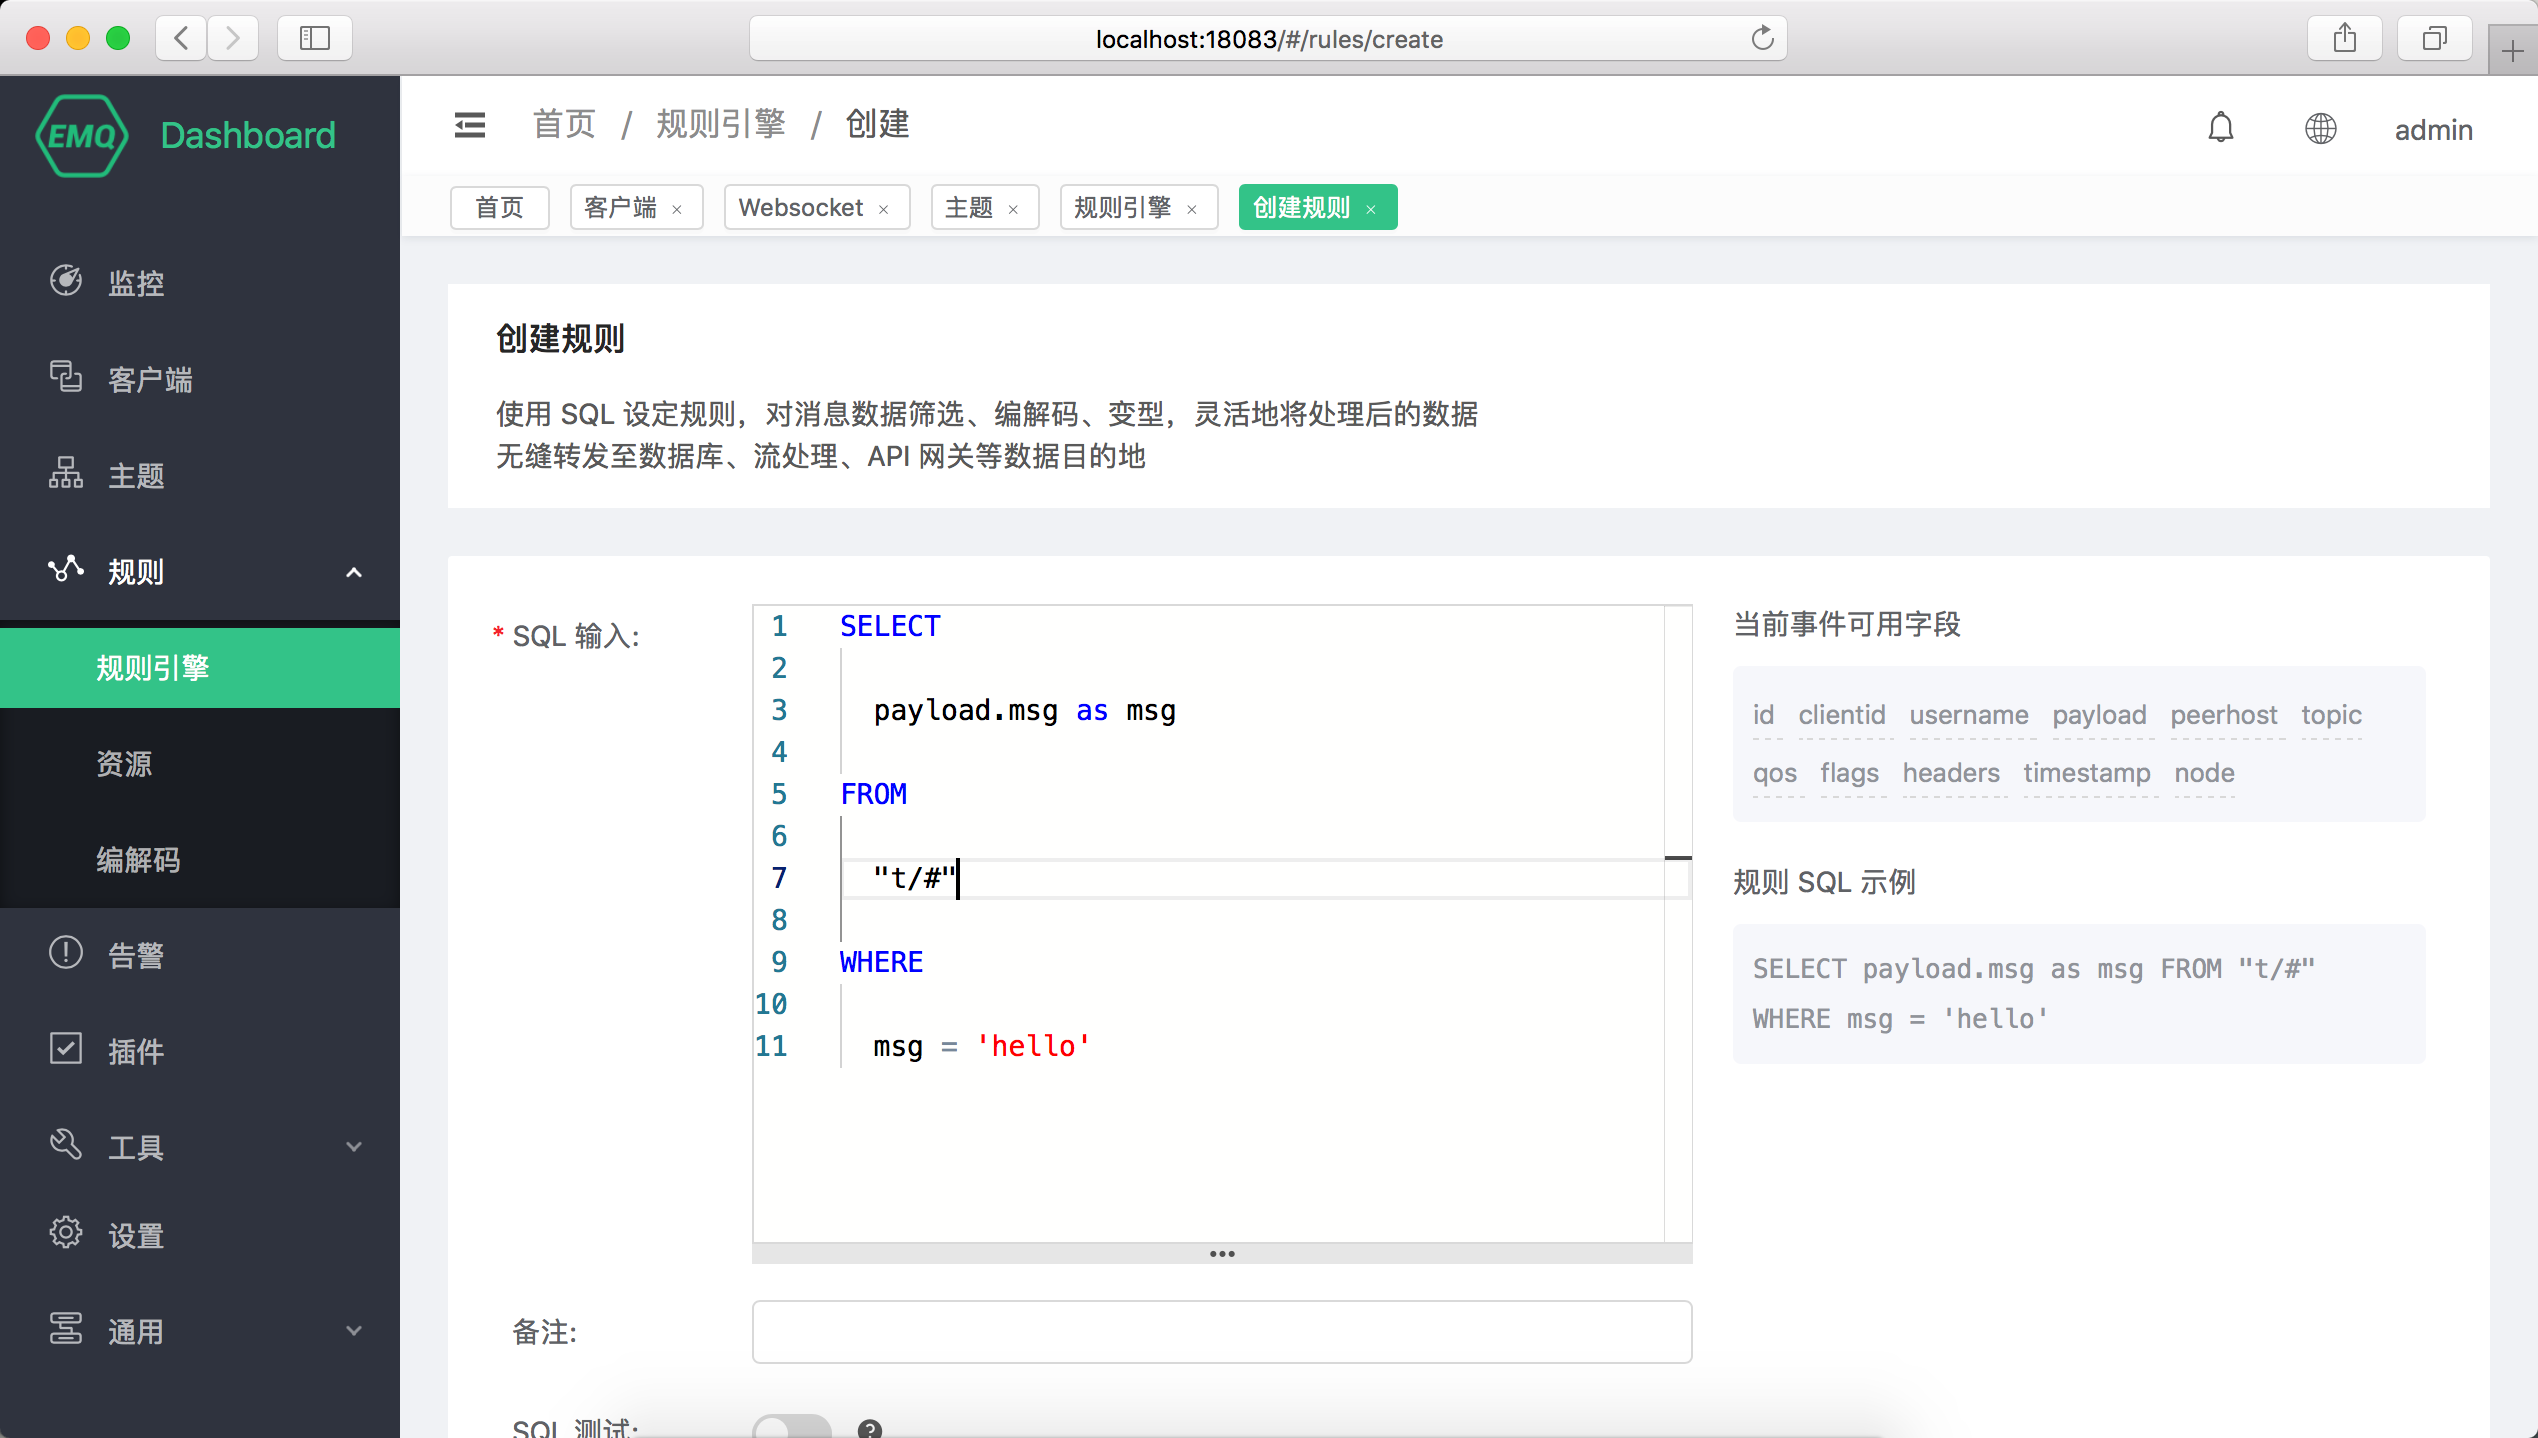 localhost:18083/#/rules/create
EMQ Dashboard
首页 / 规则引擎 / 创建
admin
首页
客户端 ×
Websocket ×
主题 ×
规则引擎 ×
创建规则 ×
监控
客户端
主题
规则
规则引擎
资源
编解码
告警
插件
工具
设置
通用
创建规则
使用 SQL 设定规则，对消息数据筛选、编解码、变型，灵活地将处理后的数据
无缝转发至数据库、流处理、API 网关等数据目的地
* SQL 输入:
1 SELECT
2
3 payload.msg as msg
4
5 FROM
6
7 "t/#"
8
9 WHERE
10
11 msg = 'hello'
当前事件可用字段
id clientid username payload peerhost topic
qos flags headers timestamp node
规则 SQL 示例
SELECT payload.msg as msg FROM "t/#"
WHERE msg = 'hello'
备注:
SQL 测试: